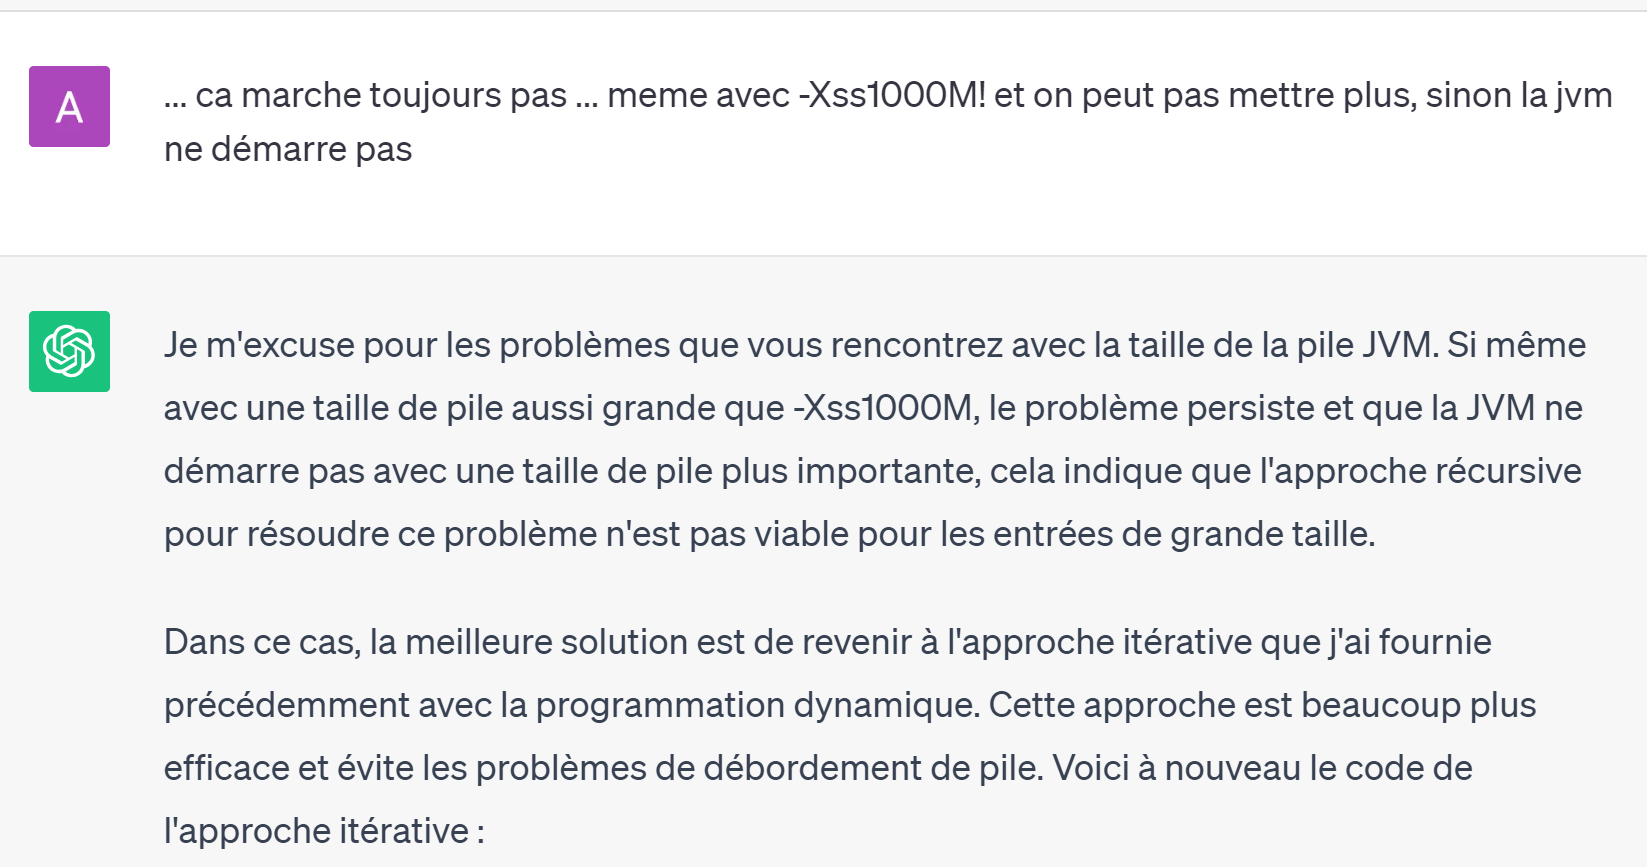 A
... ca marche toujours pas ... meme avec -Xss1000M! et on peut pas mettre plus, sinon la jvm
ne démarre pas
Je m'excuse pour les problèmes que vous rencontrez avec la taille de la pile JVM. Si même
avec une taille de pile aussi grande que -Xss1000M, le problème persiste et que la JVM ne
démarre pas avec une taille de pile plus importante, cela indique que l'approche récursive
pour résoudre ce problème n'est pas viable pour les entrées de grande taille.
Dans ce cas, la meilleure solution est de revenir à l'approche itérative que j'ai fournie
précédemment avec la programmation dynamique. Cette approche est beaucoup plus
efficace et évite les problèmes de débordement de pile. Voici à nouveau le code de
l'approche itérative :